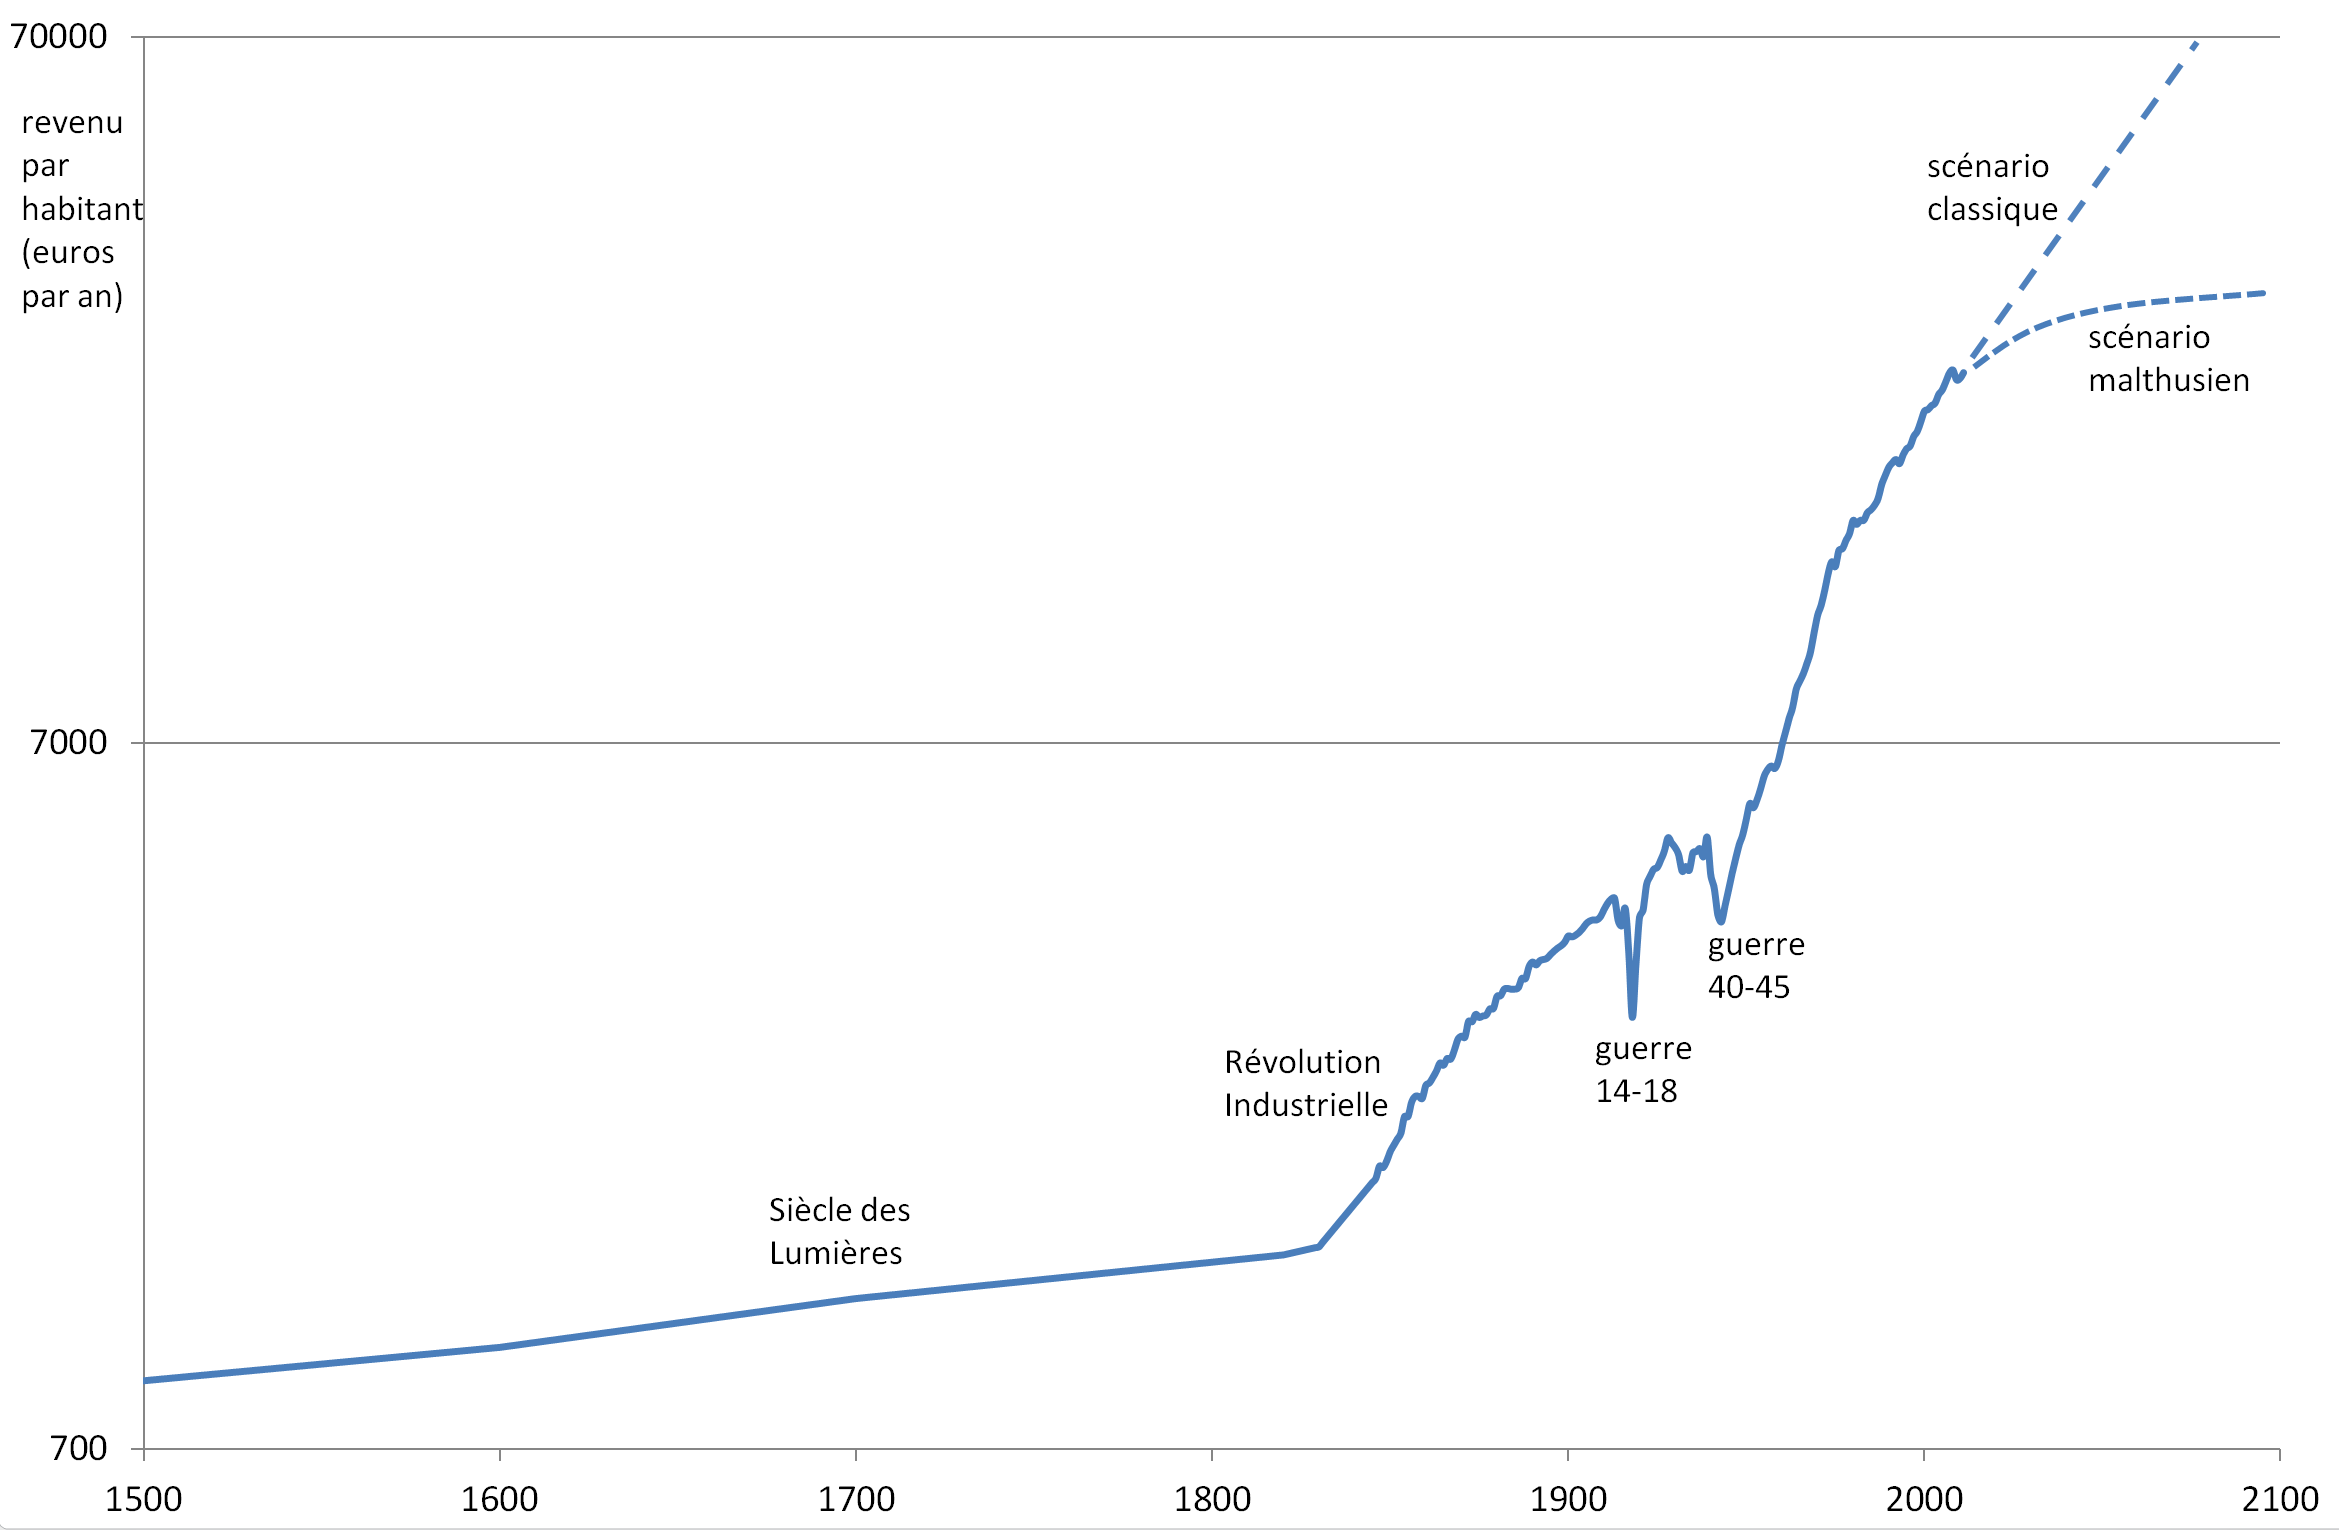 70000
revenu
par
habitant
(euros
par an)
scénario
classique
scénario
malthusien
7000
guerre
40-45
guerre
14-18
Révolution
Industrielle
Siècle des
Lumières
700
1500 1600 1700 1800 1900 2000 2100